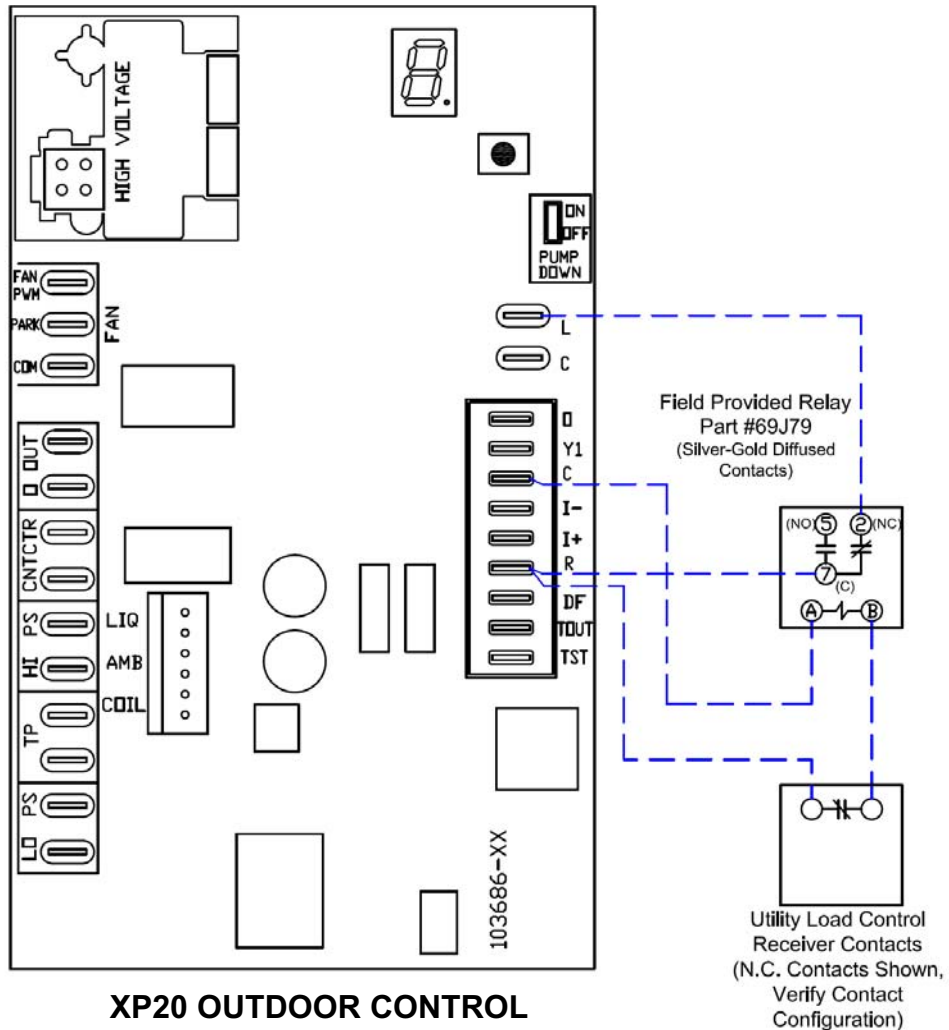 HIGH VOLTAGE
8.
ON
OFF
PUMP
DOWN
FAN
PWM
PARK
COM
FAN
L
C
O OUT
CNTCTR
HI PS
TP
LO PS
LIQ
AMB
COIL
O
Y1
C
I-
I+
R
DF
TOUT
TST
103686-XX
Field Provided Relay
Part #69J79
(Silver-Gold Diffused
Contacts)
(NO) 5 2 (NC)
7
(C)
A B
Utility Load Control
Receiver Contacts
(N.C. Contacts Shown,
Verify Contact
Configuration)
XP20 OUTDOOR CONTROL